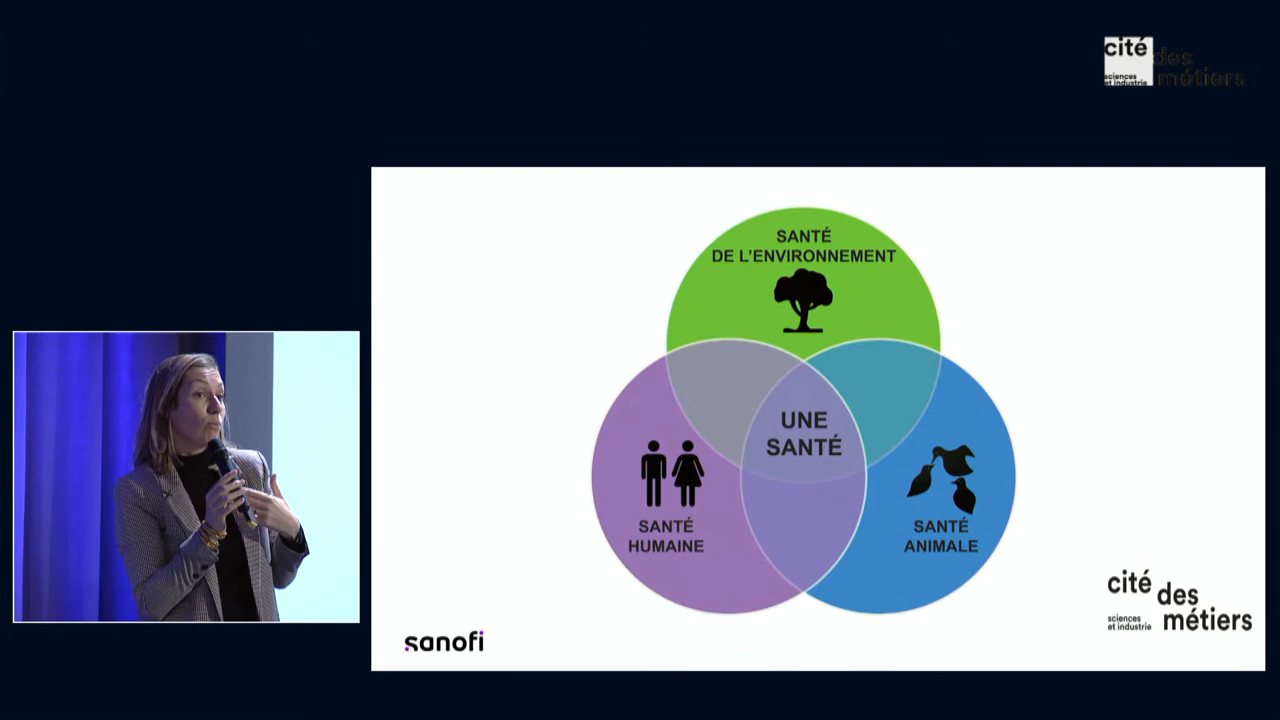 cité
des
sciences
et industrie
métiers
SANTÉ
DE L'ENVIRONNEMENT
UNE
SANTÉ
SANTÉ
HUMAINE
SANTÉ
ANIMALE
cité
des
sciences
et industrie
métiers
sanofi